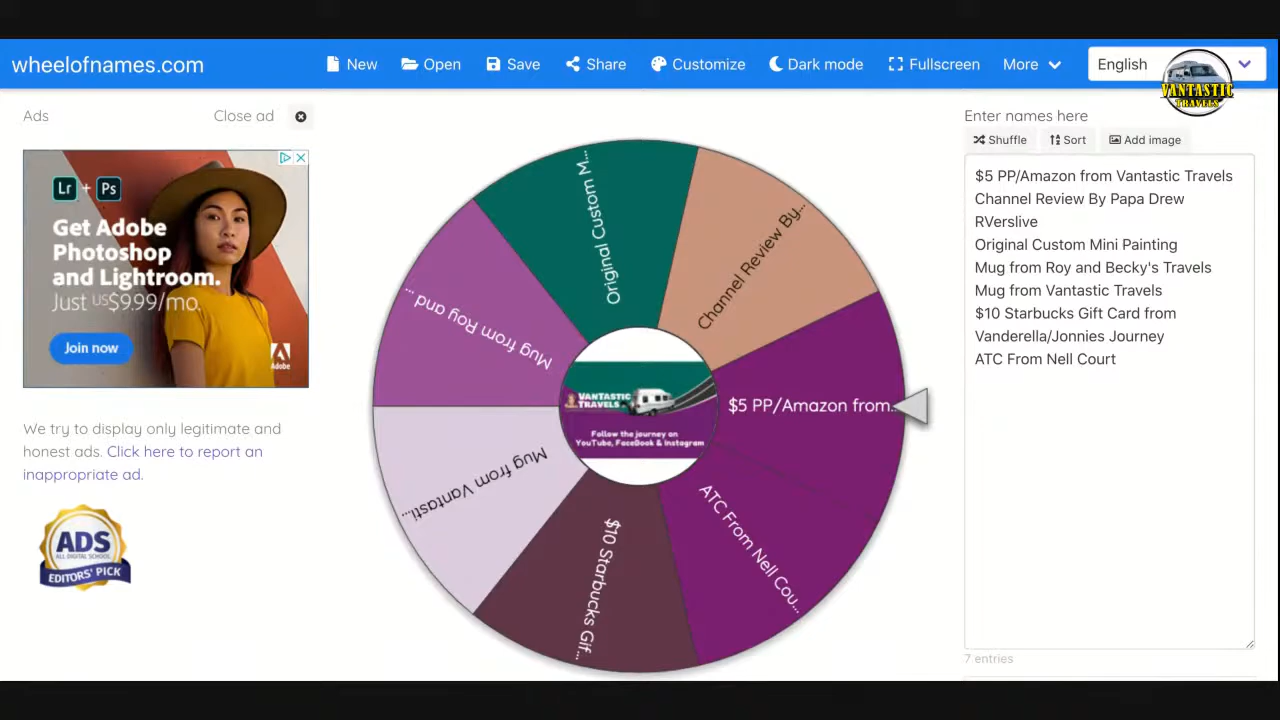 wheelofnames.com
New
Open
Save
Share
Customize
Dark mode
Fullscreen
More
English
VANTASTIC
TRAVELS
Ads
Close ad
Lr + Ps
Get Adobe
Photoshop
and Lightroom.
Just US$9.99/mo.
Join now
Adobe
We try to display only legitimate and
honest ads. Click here to report an
inappropriate ad.
ADS
ALL DIGITAL SCHOOL
EDITORS' PICK
Original Custom M...
Channel Review By...
$5 PP/Amazon from...
ATC From Nell Cou...
$10 Starbucks Gif...
Mug from Vantasti...
Mug from Roy and ...
VANTASTIC
TRAVELS
Follow the journey on
YouTube, FaceBook & Instagram
Enter names here
Shuffle
Sort
Add image
$5 PP/Amazon from Vantastic Travels
Channel Review By Papa Drew
RVerslive
Original Custom Mini Painting
Mug from Roy and Becky's Travels
Mug from Vantastic Travels
$10 Starbucks Gift Card from
Vanderella/Jonnies Journey
ATC From Nell Court
7 entries